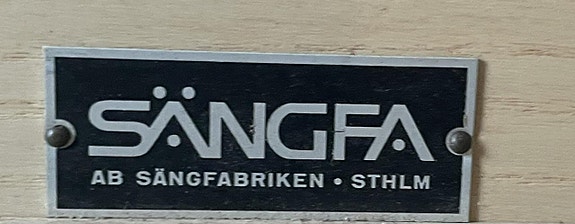 SÄNGFA
AB SÄNGFABRIKEN • STHLM